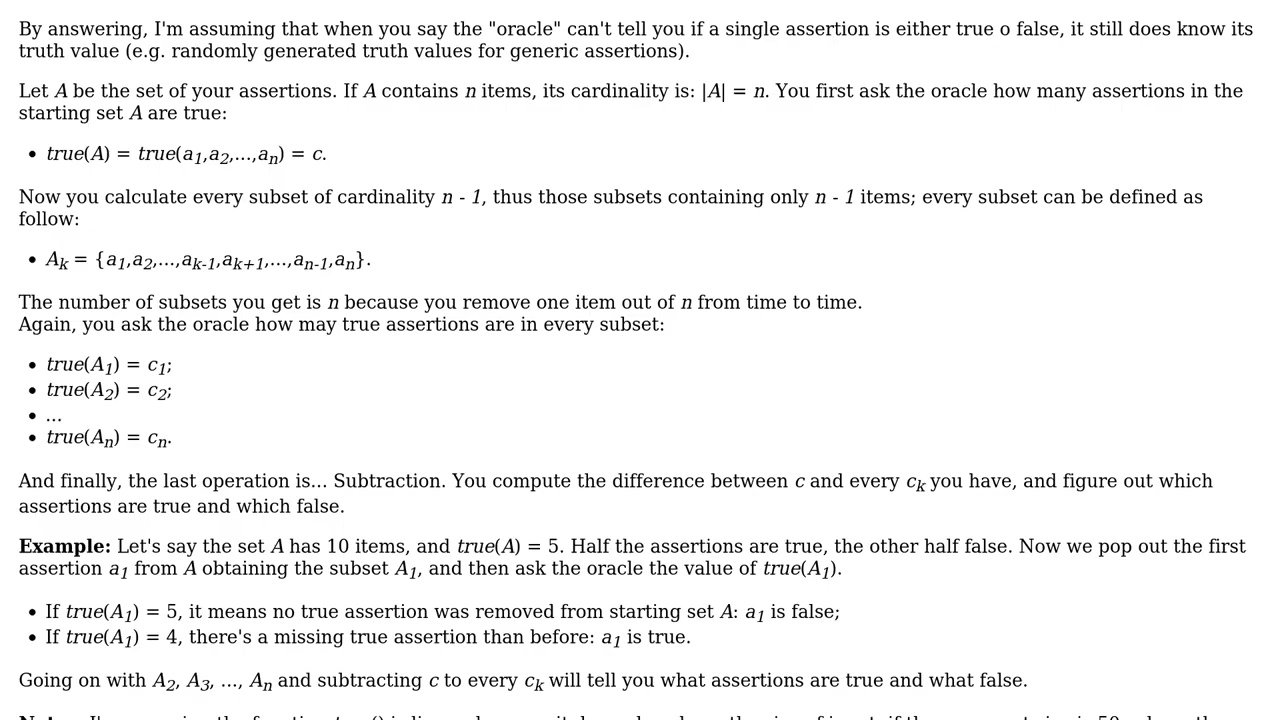 By answering, I'm assuming that when you say the "oracle" can't tell you if a single assertion is either true o false, it still does know its
truth value (e.g. randomly generated truth values for generic assertions).
Let A be the set of your assertions. If A contains n items, its cardinality is: |A| = n. You first ask the oracle how many assertions in the
starting set A are true:
• true(A) = true(a1,a2,...,an) = c.
Now you calculate every subset of cardinality n - 1, thus those subsets containing only n - 1 items; every subset can be defined as
follow:
• Ak = {a1,a2,...,ak-1,ak+1,...,an-1,an}.
The number of subsets you get is n because you remove one item out of n from time to time.
Again, you ask the oracle how may true assertions are in every subset:
• true(A1) = c1;
• true(A2) = c2;
• ...
• true(An) = cn.
And finally, the last operation is... Subtraction. You compute the difference between c and every ck you have, and figure out which
assertions are true and which false.
Example: Let's say the set A has 10 items, and true(A) = 5. Half the assertions are true, the other half false. Now we pop out the first
assertion a1 from A obtaining the subset A1, and then ask the oracle the value of true(A1).
• If true(A1) = 5, it means no true assertion was removed from starting set A: a1 is false;
• If true(A1) = 4, there's a missing true assertion than before: a1 is true.
Going on with A2, A3, ..., An and subtracting c to every ck will tell you what assertions are true and what false.